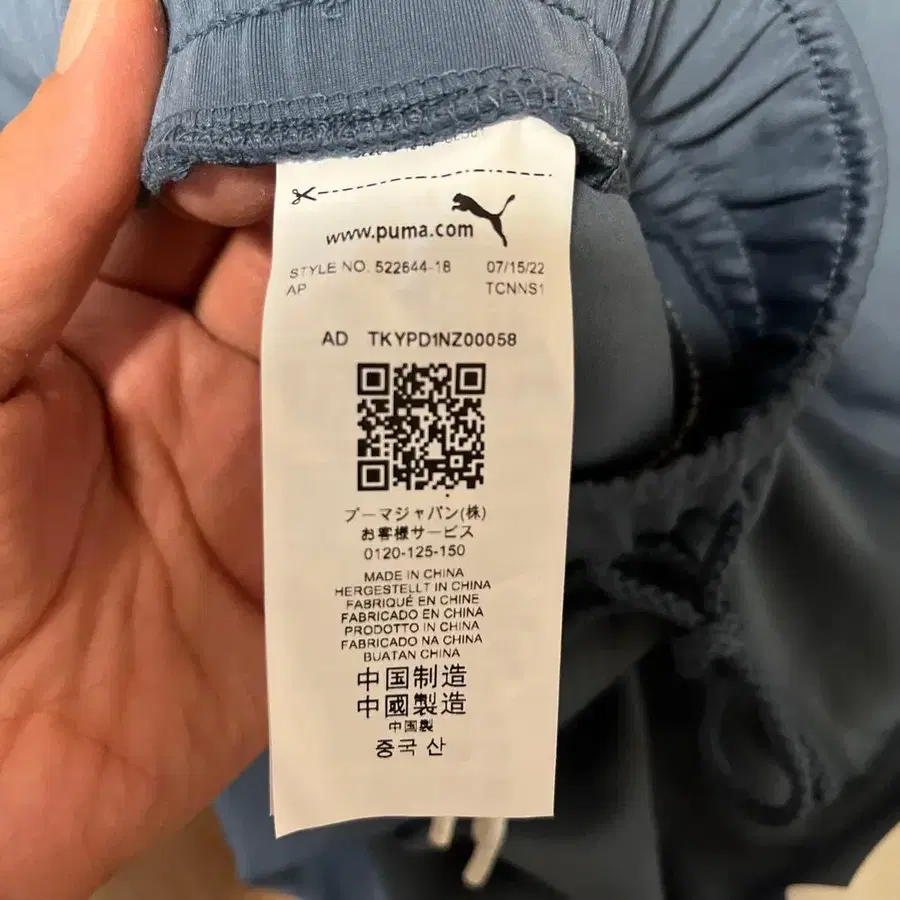 www.puma.com
STYLE NO. 522644-18 07/15/22
AP TCNNS1
AD TKYPD1NZ00058
プーマジャパン(株)
お客様サービス
0120-125-150
MADE IN CHINA
HERGESTELLT IN CHINA
FABRIQUÉ EN CHINE
FABRICADO EN CHINA
PRODOTTO IN CHINA
FABRICADO NA CHINA
BUATAN CHINA
中国制造
中國製造
中国製
중국 산